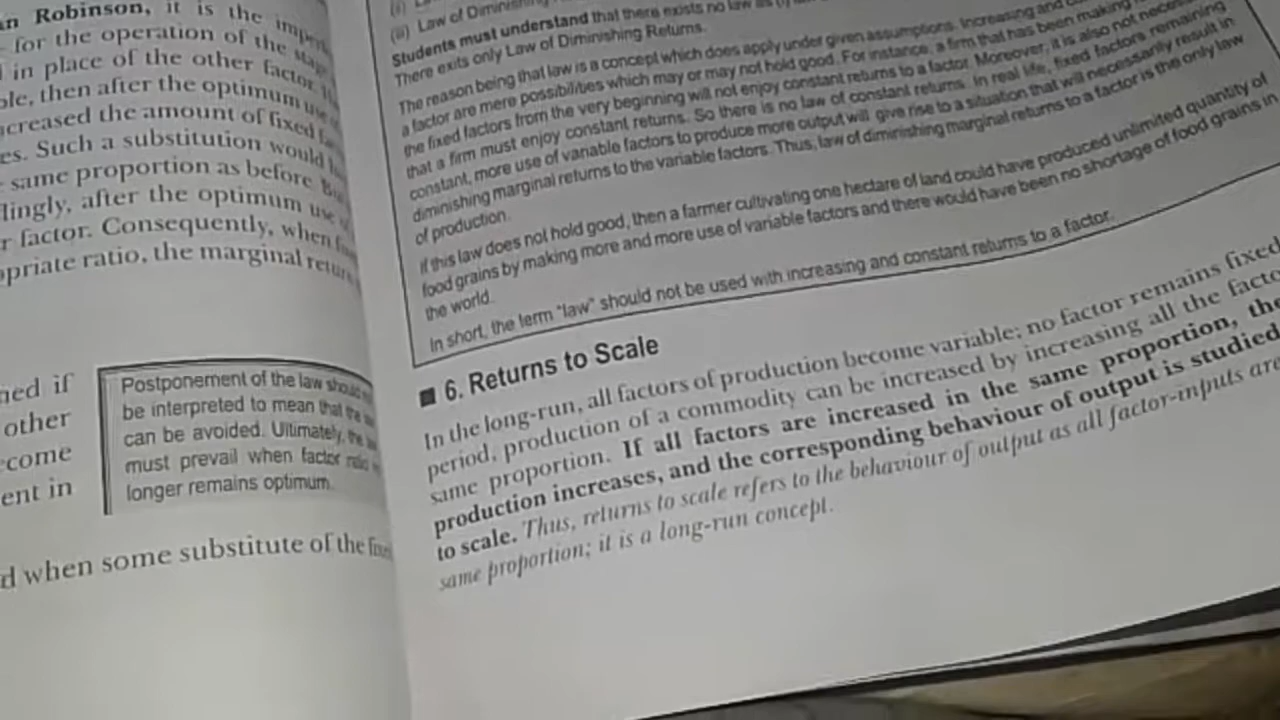 an Robinson, it is the
for the operation of the
in place of the other factor.
ble, then after the optimum use
ncreased the amount of fixed
es. Such a substitution would
same proportion as before
dingly, after the optimum use
r factor. Consequently, when
opriate ratio, the marginal
ned if
other
come
ent in
Postponement of the law
be interpreted to mean that the
can be avoided. Ultimately, the
must prevail when factor
longer remains optimum.
d when some substitute of the
(iii) Law of
Students must understand that there exists no law as
There exits only Law of Diminishing Returns.
The reason being that law is a concept which does apply under given assumptions. Increasing and
a factor are mere possibilities which may or may not hold good. For instance, a firm that has been making
the fixed factors from the very beginning will not enjoy constant returns to a factor. Moreover, it is also not
that a firm must enjoy constant returns. So there is no law of constant returns. In real life, fixed factors remaining
constant, more use of variable factors to produce more output will give rise to a situation that will necessarily result in
diminishing marginal returns to the variable factors. Thus, law of diminishing marginal returns to a factor is the only law
of production.
If this law does not hold good, then a farmer cultivating one hectare of land could have produced unlimited quantity of
food grains by making more and more use of variable factors and there would have been no shortage of food grains in
the world.
In short, the term "law" should not be used with increasing and constant returns to a factor.
■ 6. Returns to Scale
In the long-run, all factors of production become variable; no factor remains fixed
period, production of a commodity can be increased by increasing all the
same proportion. If all factors are increased in the same proportion, the
production increases, and the corresponding behaviour of output is studied
to scale. Thus, returns to scale refers to the behaviour of output as all factor-inputs are
same proportion; it is a long-run concept.